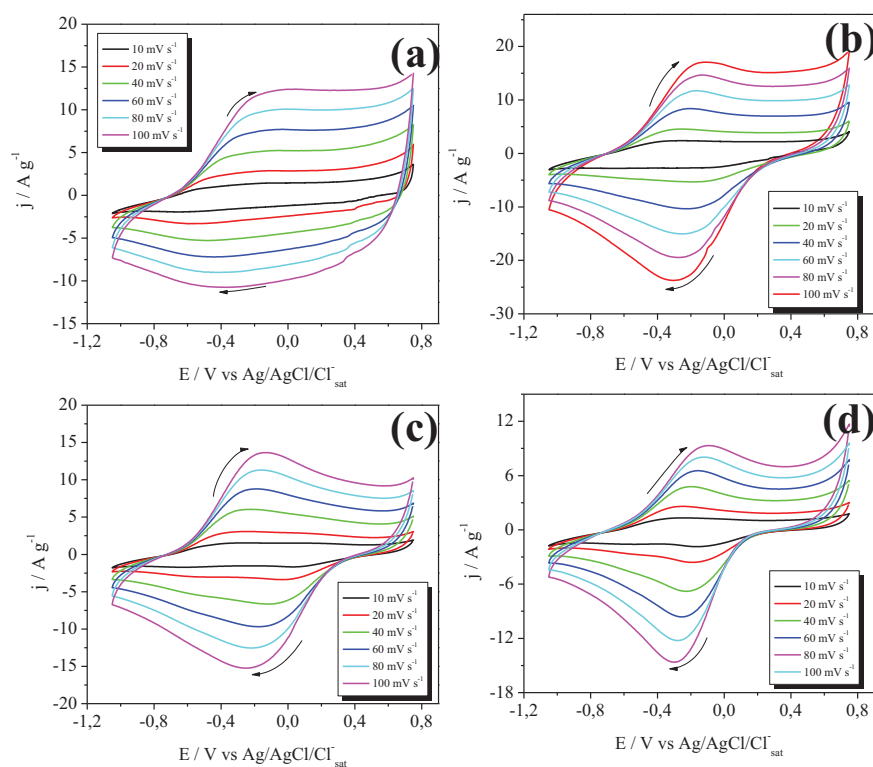 (a)
20
15
10
5
0
-5
-10
-15
j / A g⁻¹
10 mV s⁻¹
20 mV s⁻¹
40 mV s⁻¹
60 mV s⁻¹
80 mV s⁻¹
100 mV s⁻¹
-1,2 -0,8 -0,4 0,0 0,4 0,8
E / V vs Ag/AgCl/Cl⁻sat
(b)
20
10
0
-10
-20
-30
j / A g⁻¹
10 mV s⁻¹
20 mV s⁻¹
40 mV s⁻¹
60 mV s⁻¹
80 mV s⁻¹
100 mV s⁻¹
-1,2 -0,8 -0,4 0,0 0,4 0,8
E / V vs Ag/AgCl/Cl⁻sat
(c)
20
15
10
5
0
-5
-10
-15
-20
j / A g⁻¹
10 mV s⁻¹
20 mV s⁻¹
40 mV s⁻¹
60 mV s⁻¹
80 mV s⁻¹
100 mV s⁻¹
-1,2 -0,8 -0,4 0,0 0,4 0,8
E / V vs Ag/AgCl/Cl⁻sat
(d)
12
6
0
-6
-12
-18
j / A g⁻¹
10 mV s⁻¹
20 mV s⁻¹
40 mV s⁻¹
60 mV s⁻¹
80 mV s⁻¹
100 mV s⁻¹
-1,2 -0,8 -0,4 0,0 0,4 0,8
E / V vs Ag/AgCl/Cl⁻sat